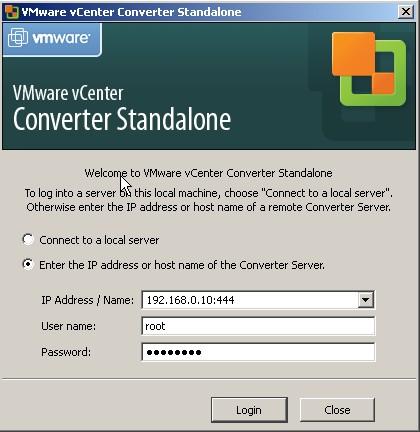 VMware vCenter Converter Standalone
vmware
VMware vCenter
Converter Standalone
Welcome to VMware vCenter Converter Standalone
To log into a server on this local machine, choose "Connect to a local server".
Otherwise enter the IP address or host name of a remote Converter Server.
Connect to a local server
Enter the IP address or host name of the Converter Server.
IP Address / Name: 192.168.0.10:444
User name: root
Password: ●●●●●●●●
Login Close